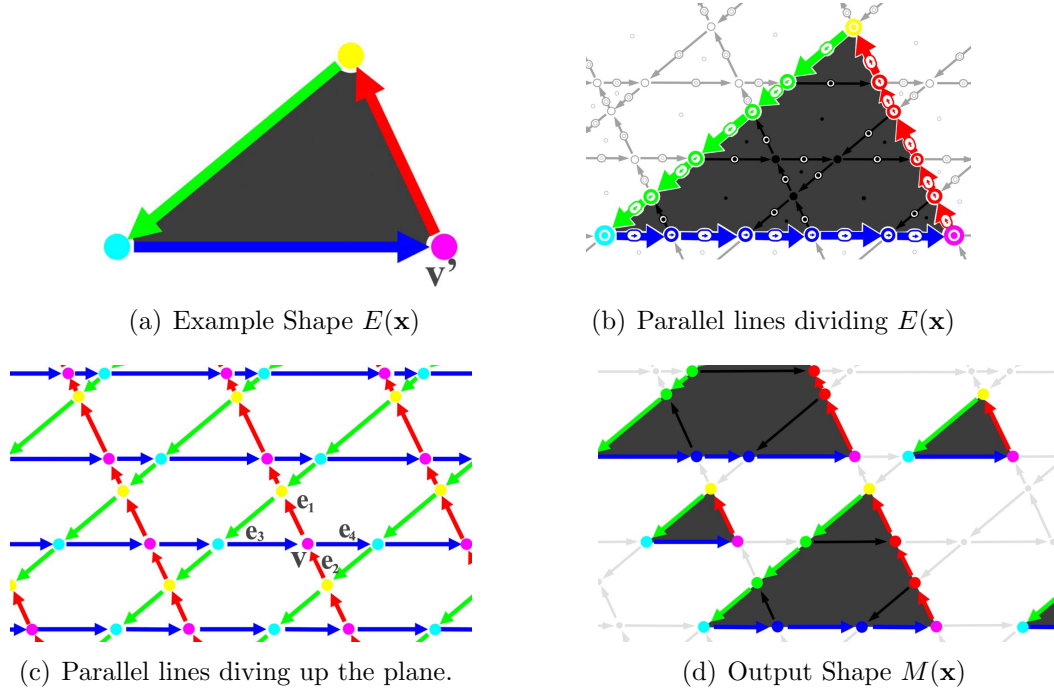 v'
(a) Example Shape E(x)
(b) Parallel lines dividing E(x)
e1
e3
e4
v
e2
(c) Parallel lines diving up the plane.
(d) Output Shape M(x)